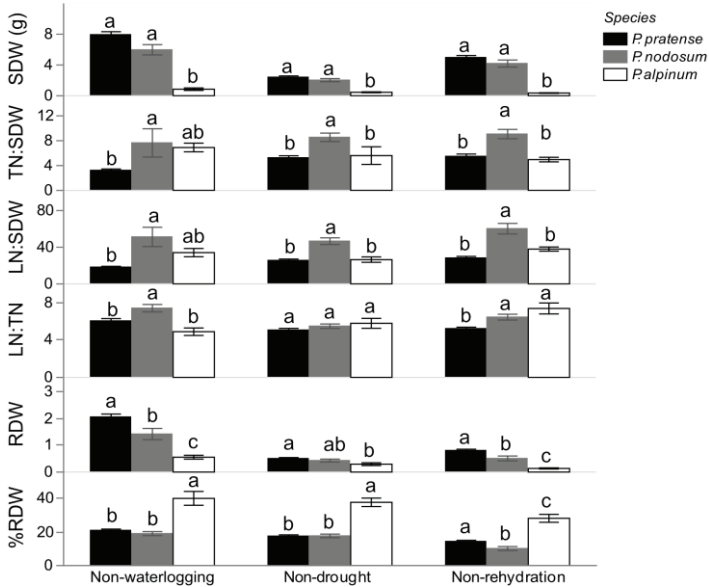 Species
P. pratense
P. nodosum
P. alpinum
SDW (g)
8
4
0
a a b
a a b
a a b
TN:SDW
12
8
4
0
b a ab
b a b
b a b
LN:SDW
80
40
0
b a ab
b a b
b a b
LN:TN
8
4
0
b a b
a a a
b a a
RDW
3
2
1
0
a b c
a ab b
a b c
%RDW
40
20
0
b b a
b b a
a b c
Non-waterlogging Non-drought Non-rehydration